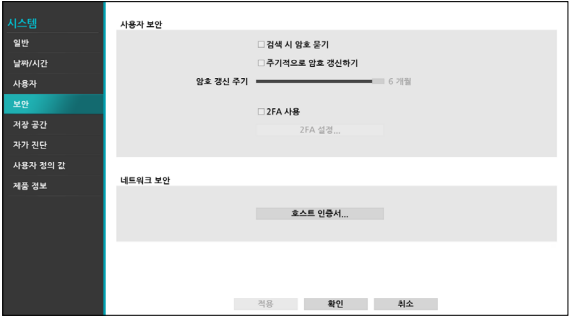 시스템
일반
날짜/시간
사용자
보안
저장 공간
자가 진단
사용자 정의 값
제품 정보
사용자 보안
검색 시 암호 묻기
주기적으로 암호 갱신하기
암호 갱신 주기 6 개월
2FA 사용
2FA 설정...
네트워크 보안
호스트 인증서...
적용 확인 취소